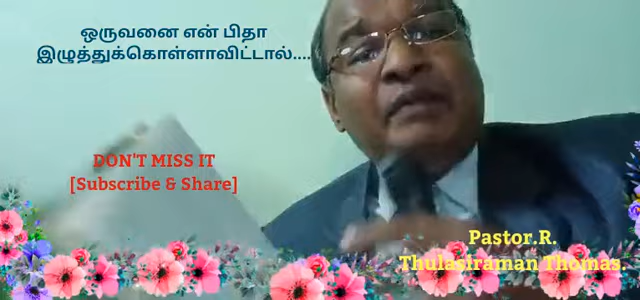 ஒருவனை என் பிதா
இழுத்துக்கொள்ளாவிட்டால்....
DON'T MISS IT
[Subscribe & Share]
Pastor.R.
Thulasiraman Thomas.